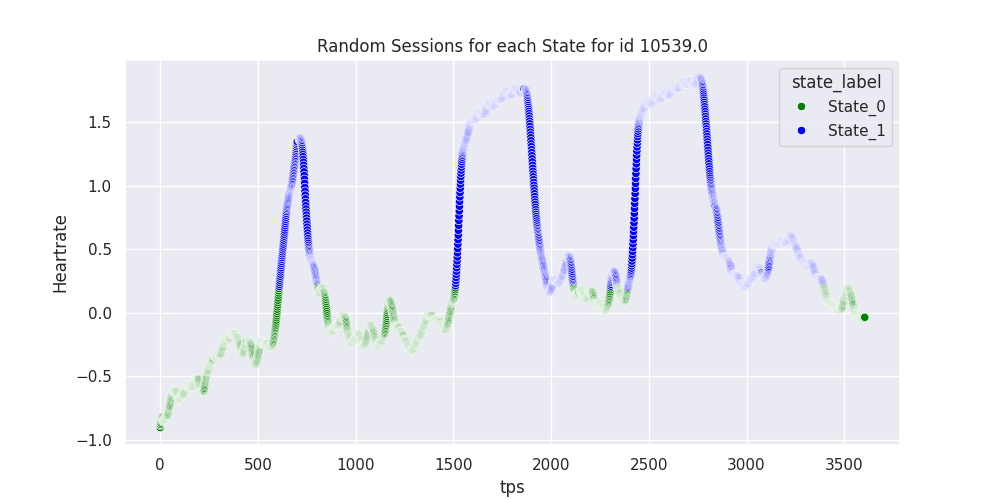 Random Sessions for each State for id 10539.0
state_label
State_0
State_1
Heartrate
1.5
1.0
0.5
0.0
−0.5
−1.0
0 500 1000 1500 2000 2500 3000 3500
tps